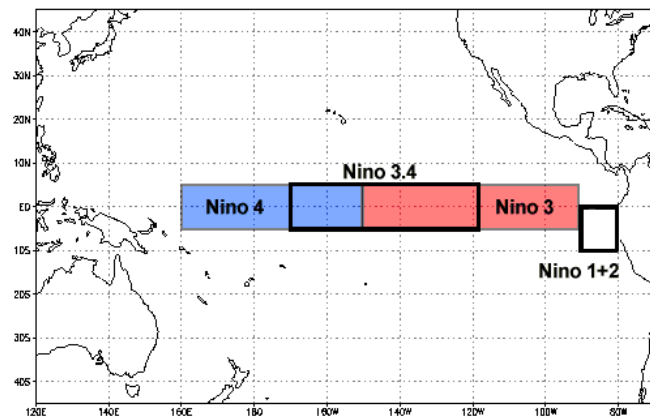 40N
30N
20N
10N
EQ
10S
20S
30S
40S
Nino 3.4
Nino 4
Nino 3
Nino 1+2
120E
140E
160E
180
160W
140W
120W
100W
80W